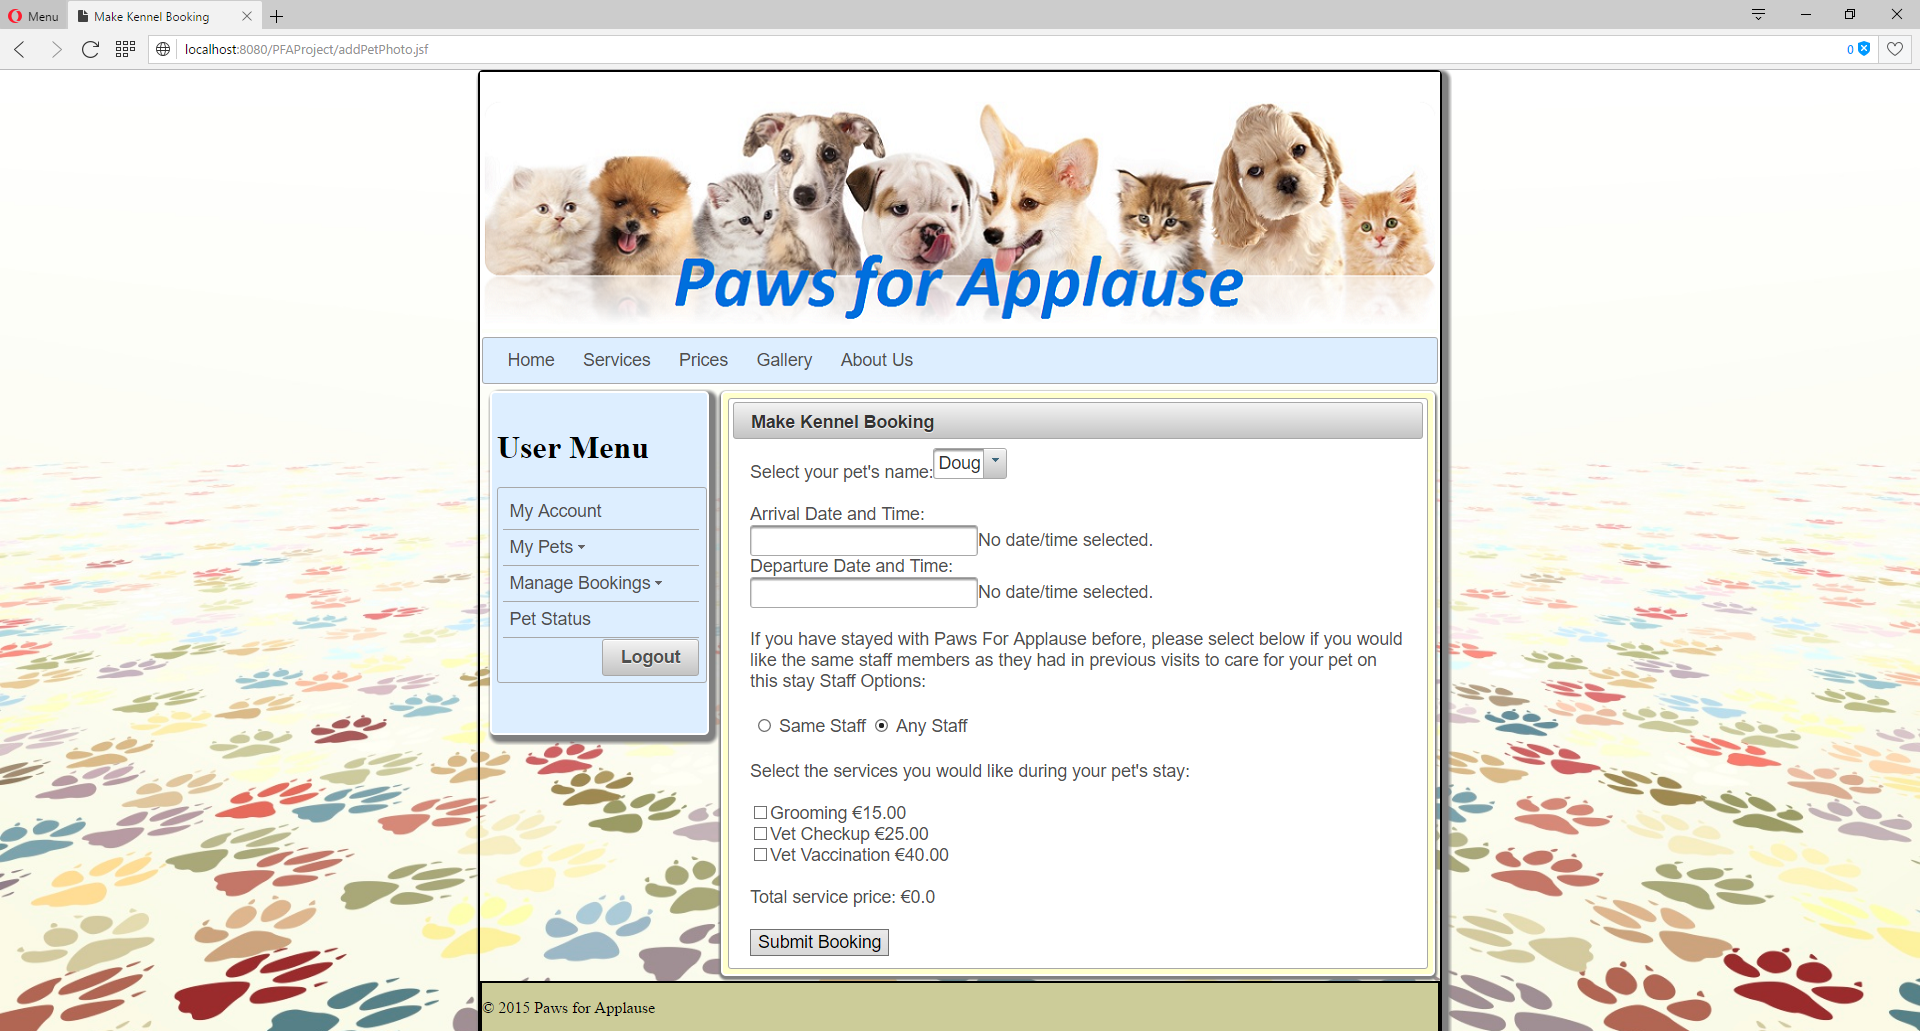 Menu
Make Kennel Booking
localhost:8080/PFAProject/addPetPhoto.jsf
0
Paws for Applause
Home Services Prices Gallery About Us
User Menu
My Account
My Pets
Manage Bookings
Pet Status
Logout
Make Kennel Booking
Select your pet's name: Doug
Arrival Date and Time:
No date/time selected.
Departure Date and Time:
No date/time selected.
If you have stayed with Paws For Applause before, please select below if you would
like the same staff members as they had in previous visits to care for your pet on
this stay Staff Options:
Same Staff Any Staff
Select the services you would like during your pet's stay:
Grooming €15.00
Vet Checkup €25.00
Vet Vaccination €40.00
Total service price: €0.0
Submit Booking
© 2015 Paws for Applause